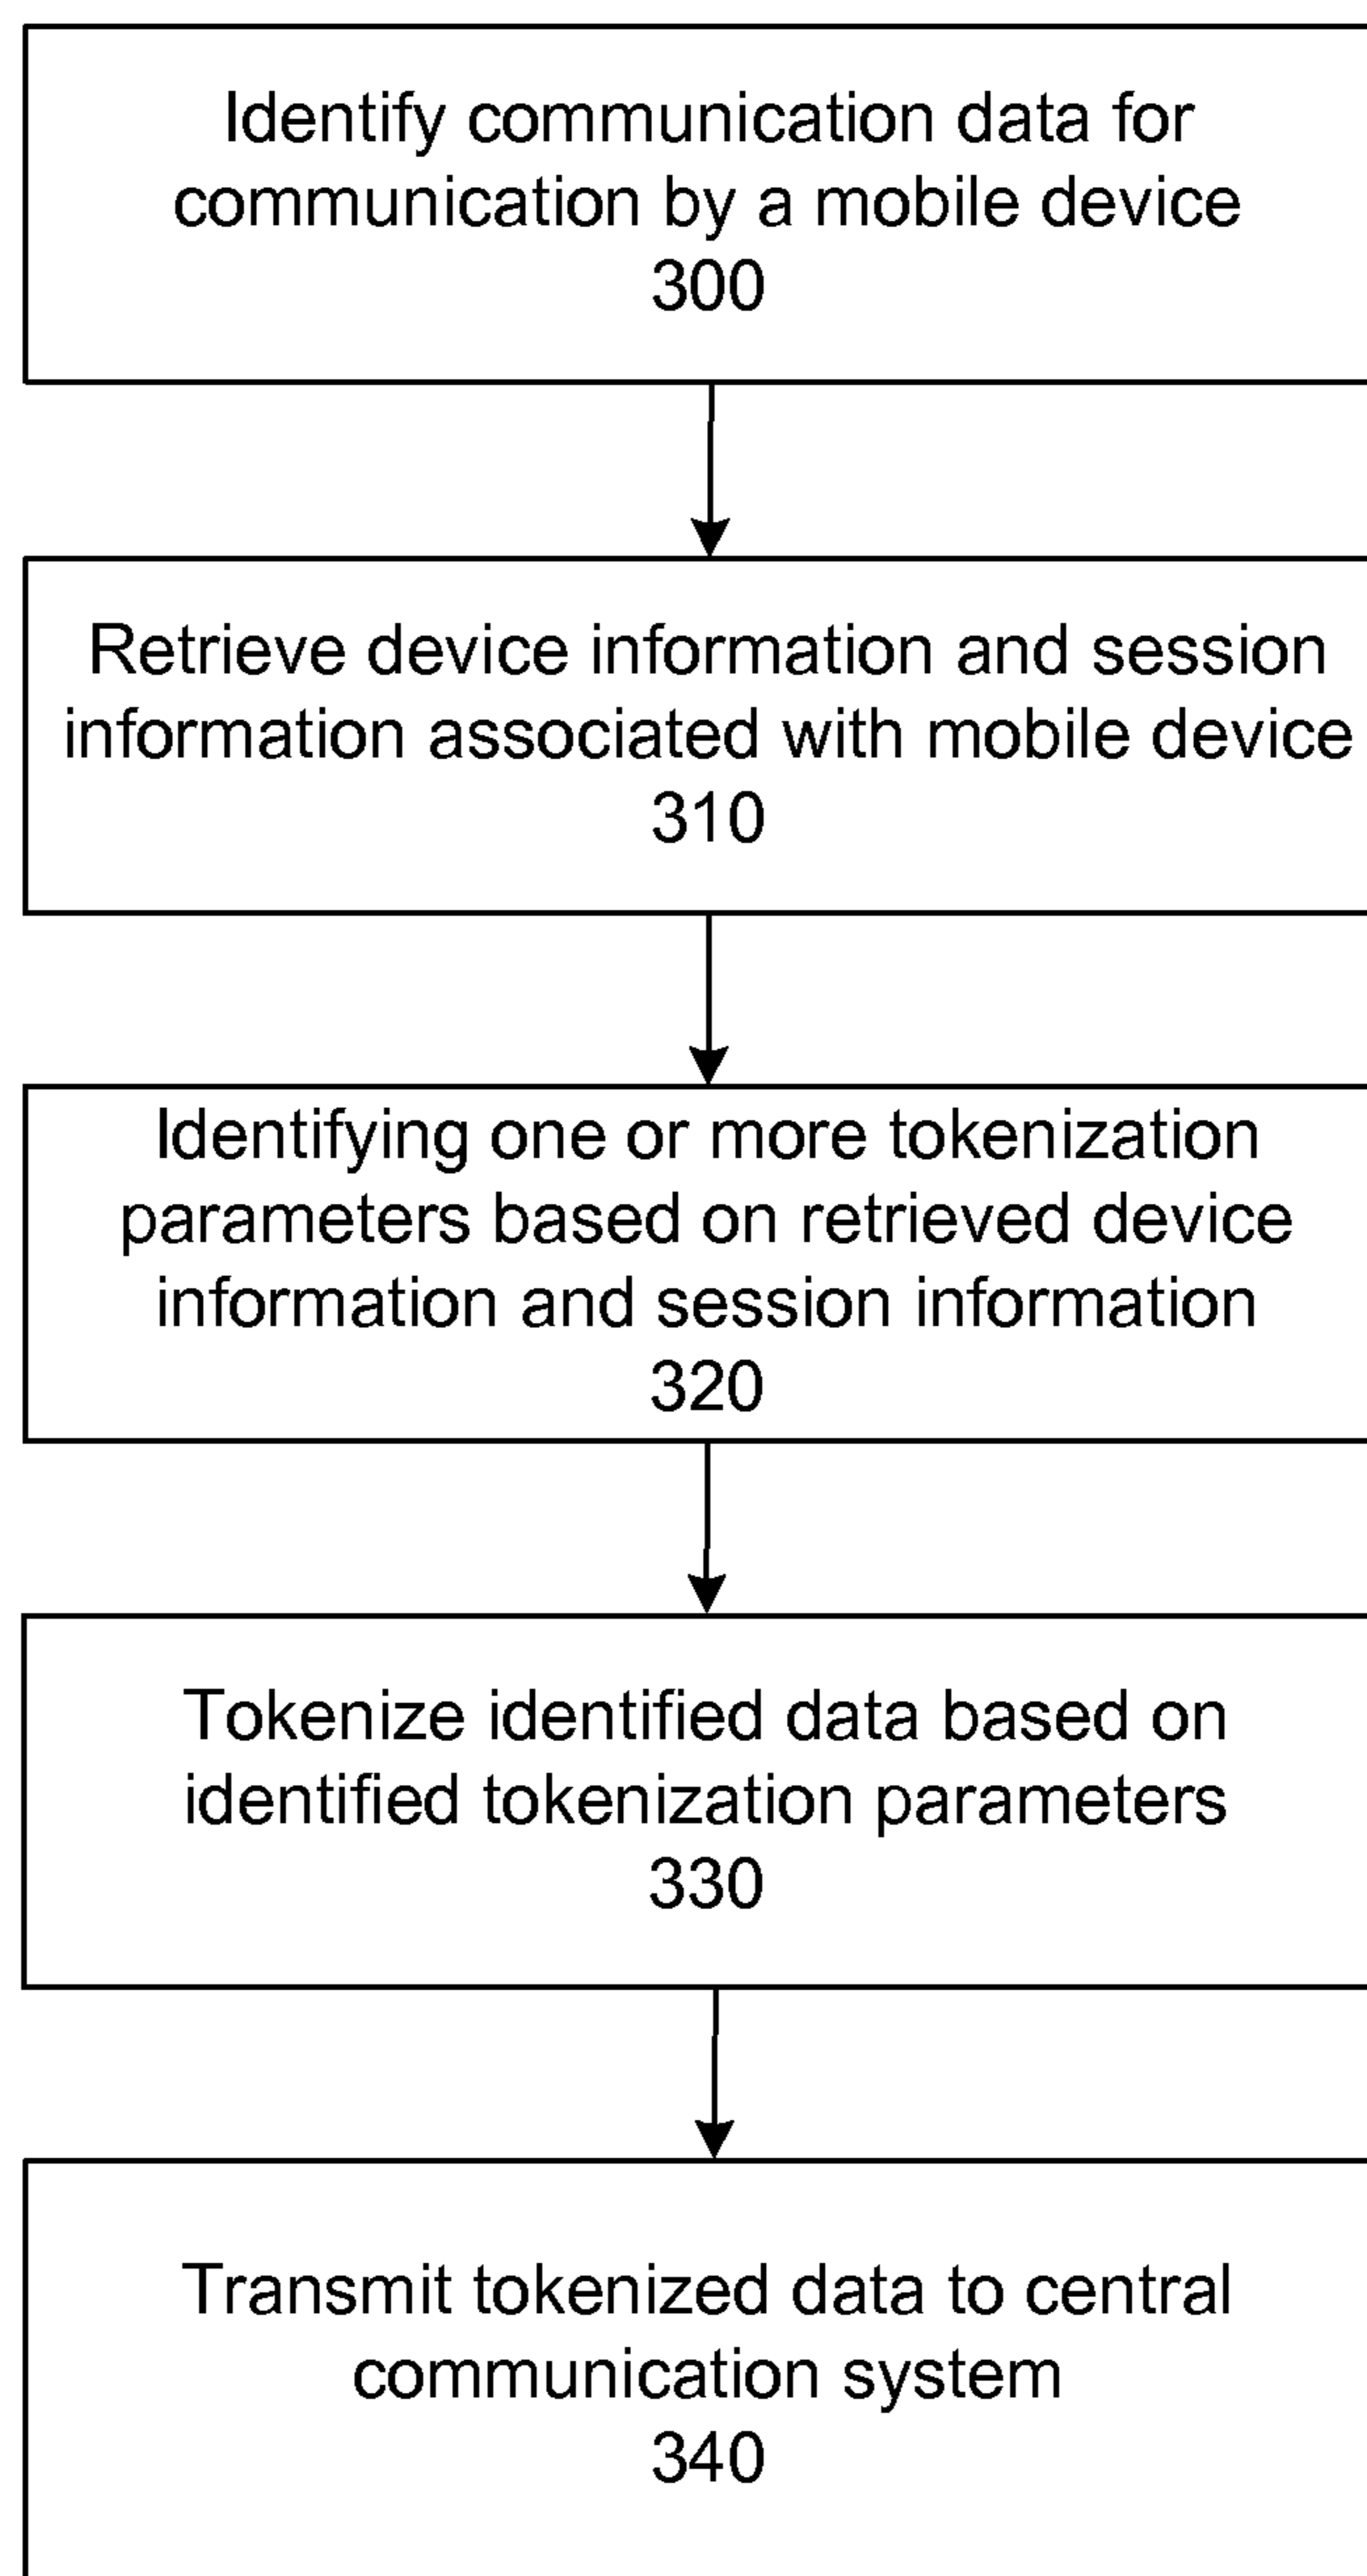 Identify communication data for
communication by a mobile device
300
Retrieve device information and session
information associated with mobile device
310
Identifying one or more tokenization
parameters based on retrieved device
information and session information
320
Tokenize identified data based on
identified tokenization parameters
330
Transmit tokenized data to central
communication system
340